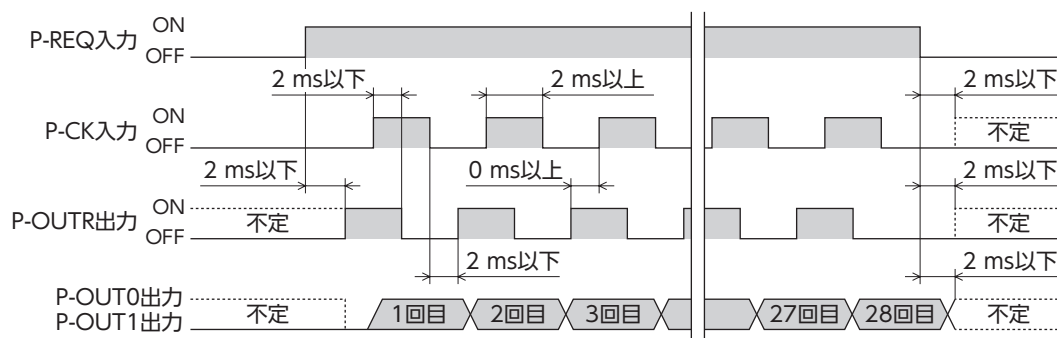 P-REQ入力 ON
OFF
2 ms以下 2 ms以上 2 ms以下
P-CK入力 ON
OFF 不定
2 ms以下 0 ms以上 2 ms以下
P-OUTR出力 ON
OFF 不定 不定
2 ms以下 2 ms以下
P-OUT0出力
P-OUT1出力 不定 1回目 2回目 3回目 27回目 28回目 不定